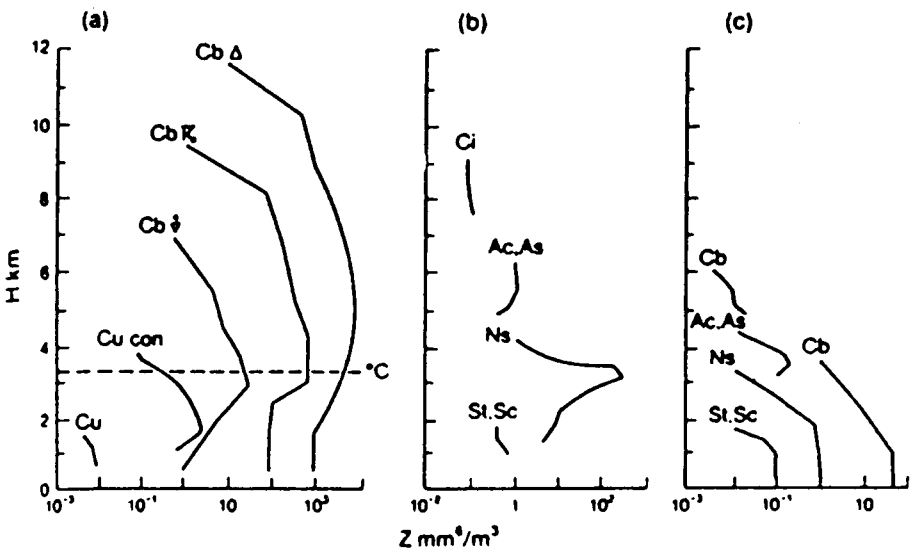 (a)
(b)
(c)
H km
12
10
8
6
4
2
0
Cb Δ
Cb
Cb
Cu con
Cu
°C
10⁻³
10⁻¹
10
10³
Ci
Ac.As
Ns
St.Sc
10⁻²
1
10²
Cb
Ac.As
Ns
Cb
St.Sc
10⁻³
10⁻¹
10
Z mm⁶/m³